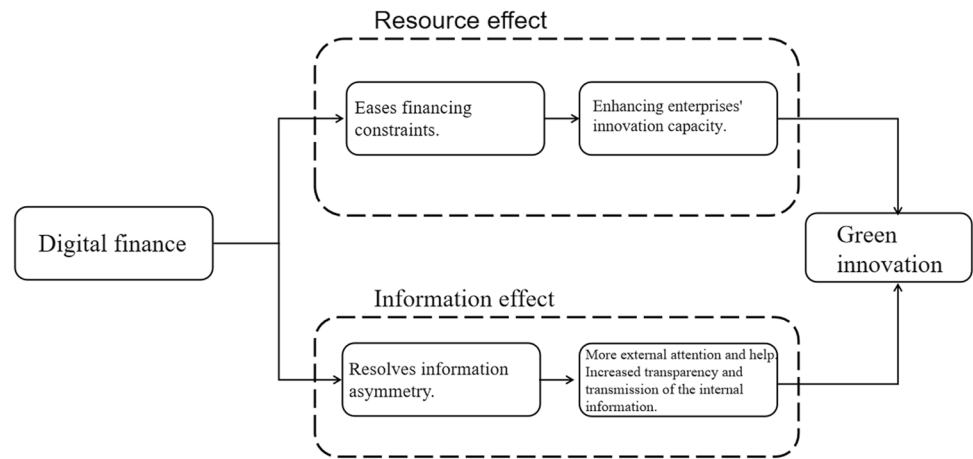 Resource effect
Eases financing
constraints.
Enhancing enterprises'
innovation capacity.
Digital finance
Green
innovation
Information effect
Resolves information
asymmetry.
More external attention and help.
Increased transparency and
transmission of the internal
information.